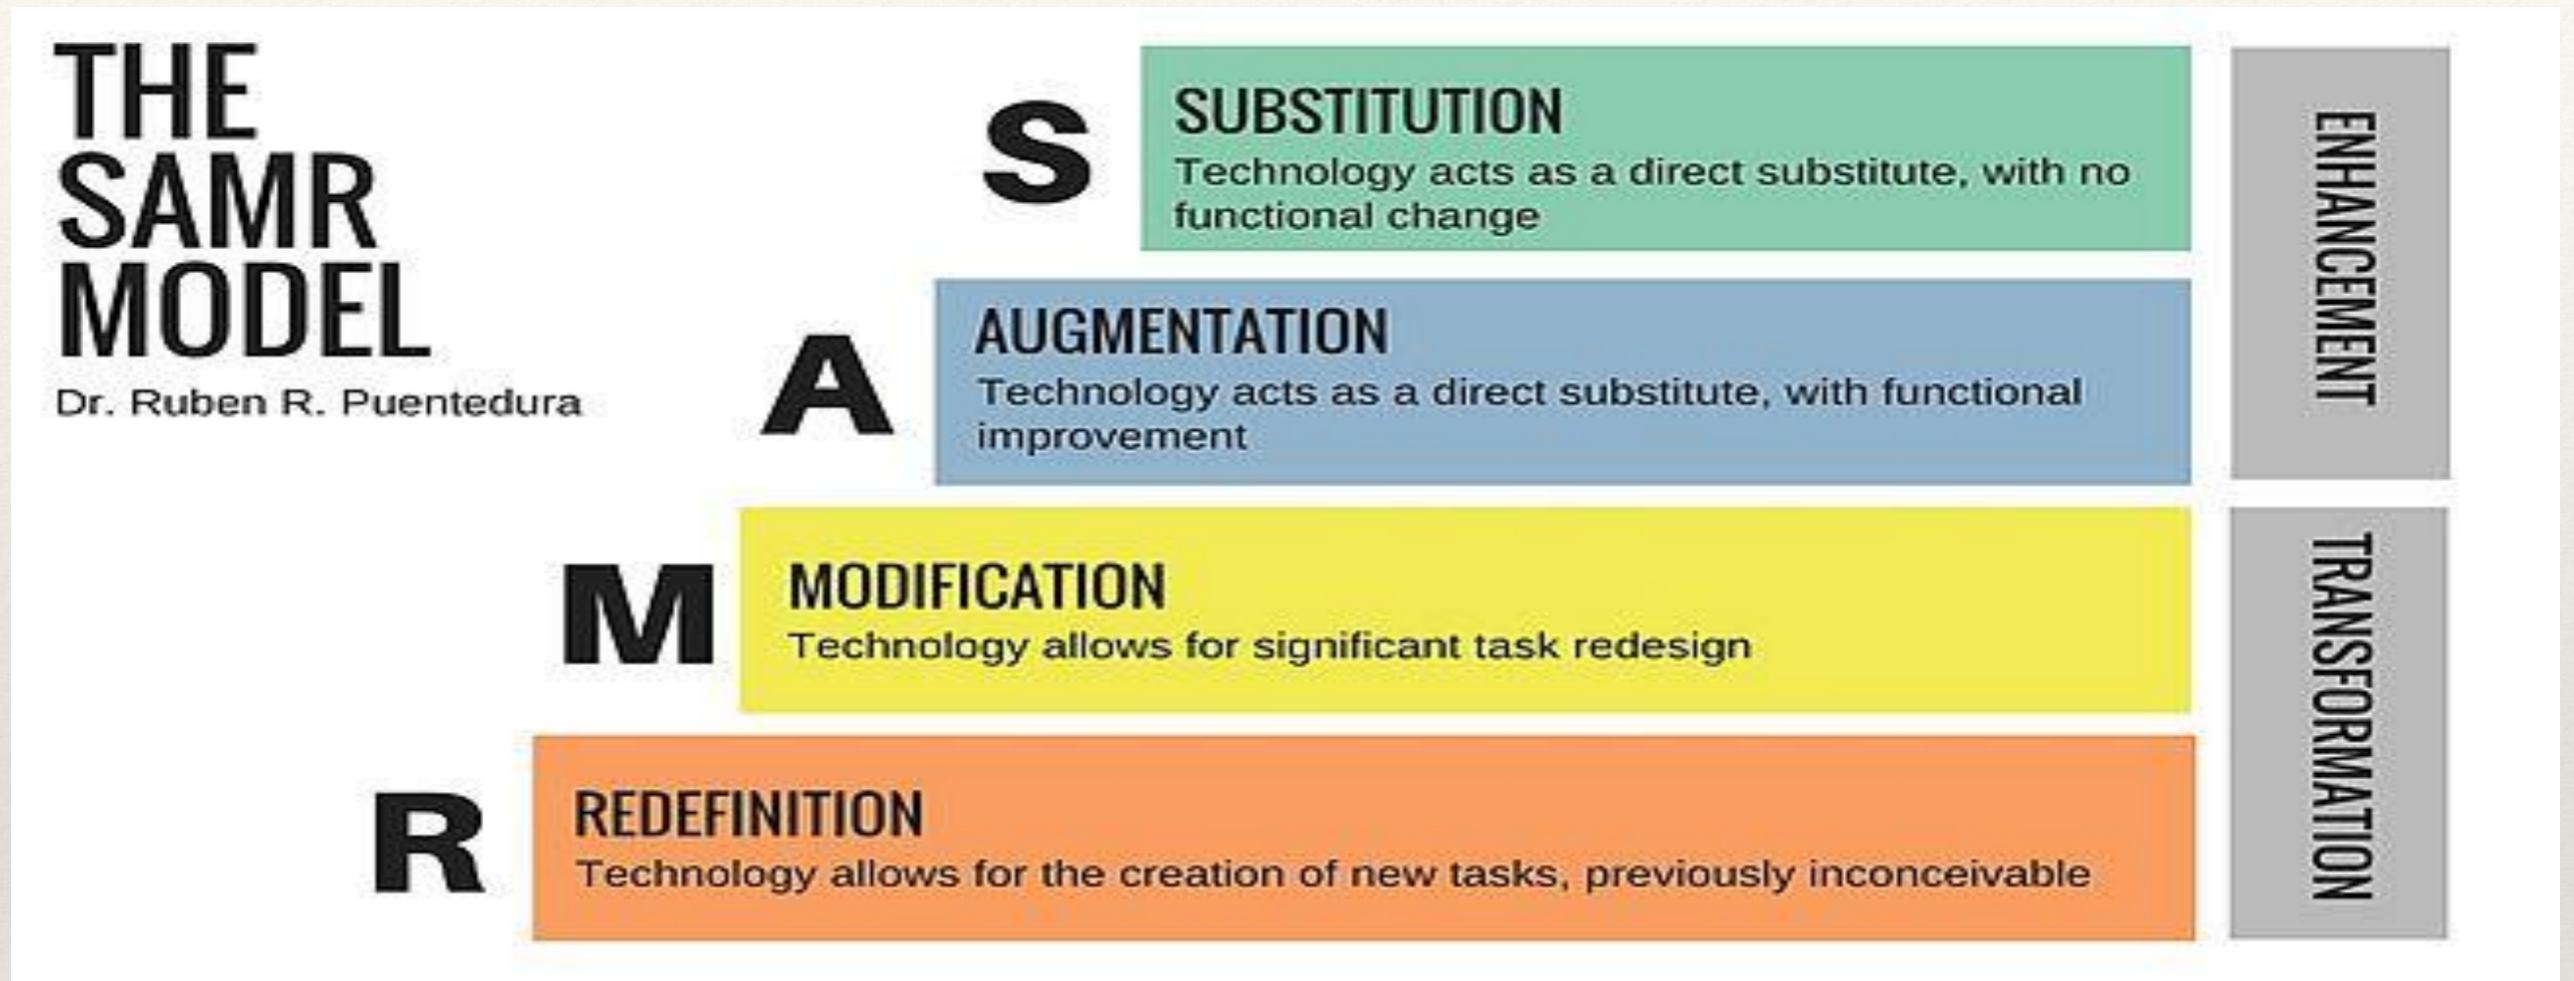 THE
SAMR
MODEL
Dr. Ruben R. Puentedura
S
SUBSTITUTION
Technology acts as a direct substitute, with no
functional change
A
AUGMENTATION
Technology acts as a direct substitute, with functional
improvement
ENHANCEMENT
M
MODIFICATION
Technology allows for significant task redesign
R
REDEFINITION
Technology allows for the creation of new tasks, previously inconceivable
TRANSFORMATION